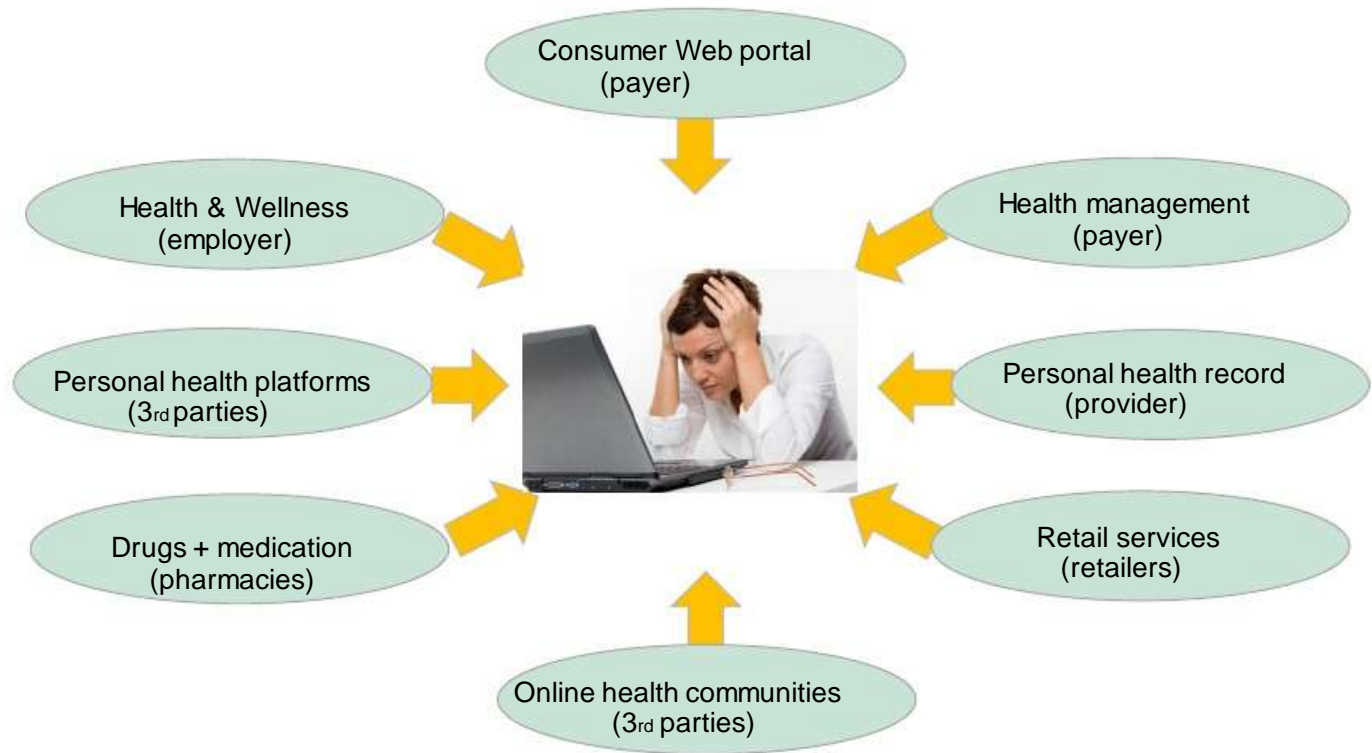 Consumer Web portal
(payer)
Health & Wellness
(employer)
Health management
(payer)
Personal health platforms
(3rd parties)
Personal health record
(provider)
Drugs + medication
(pharmacies)
Retail services
(retailers)
Online health communities
(3rd parties)